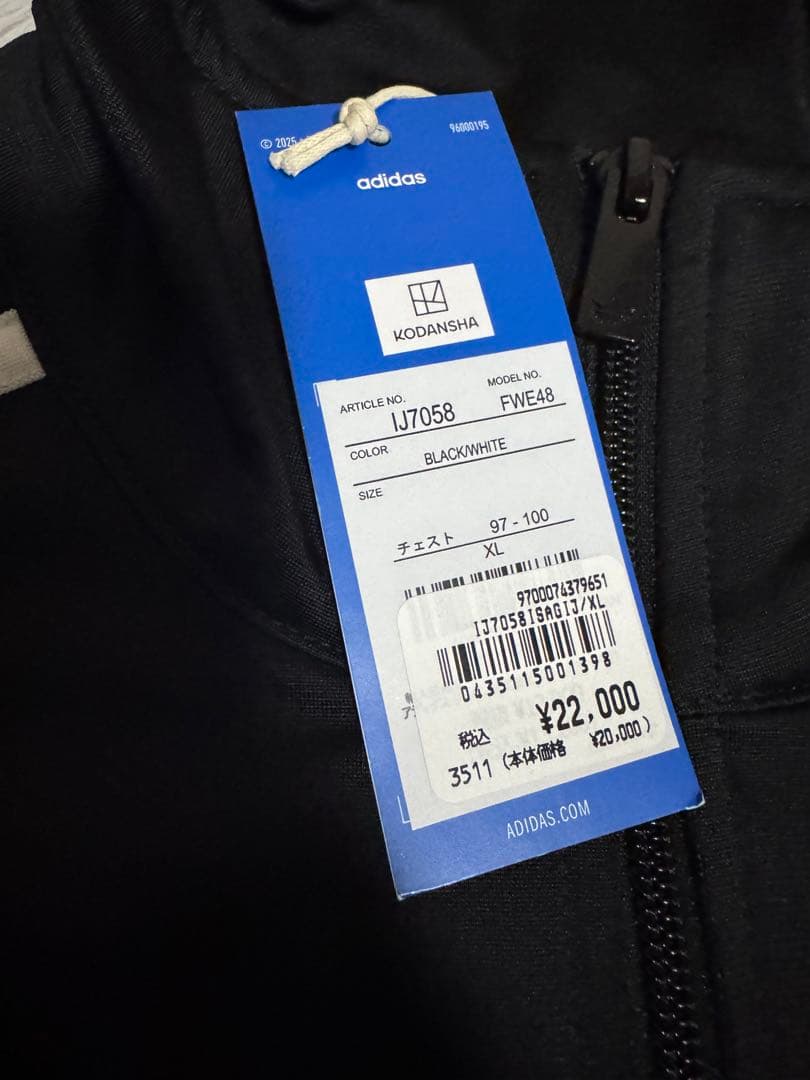 © 2025
96000195
adidas
KODANSHA
ARTICLE NO.
MODEL NO.
IJ7058
FWE48
COLOR
BLACK/WHITE
SIZE
チェスト 97 - 100
XL
9700074379651
IJ7058ISAGIJ/XL
0435115001398
税込 ¥22,000
3511 (本体価格 ¥20,000)
ADIDAS.COM